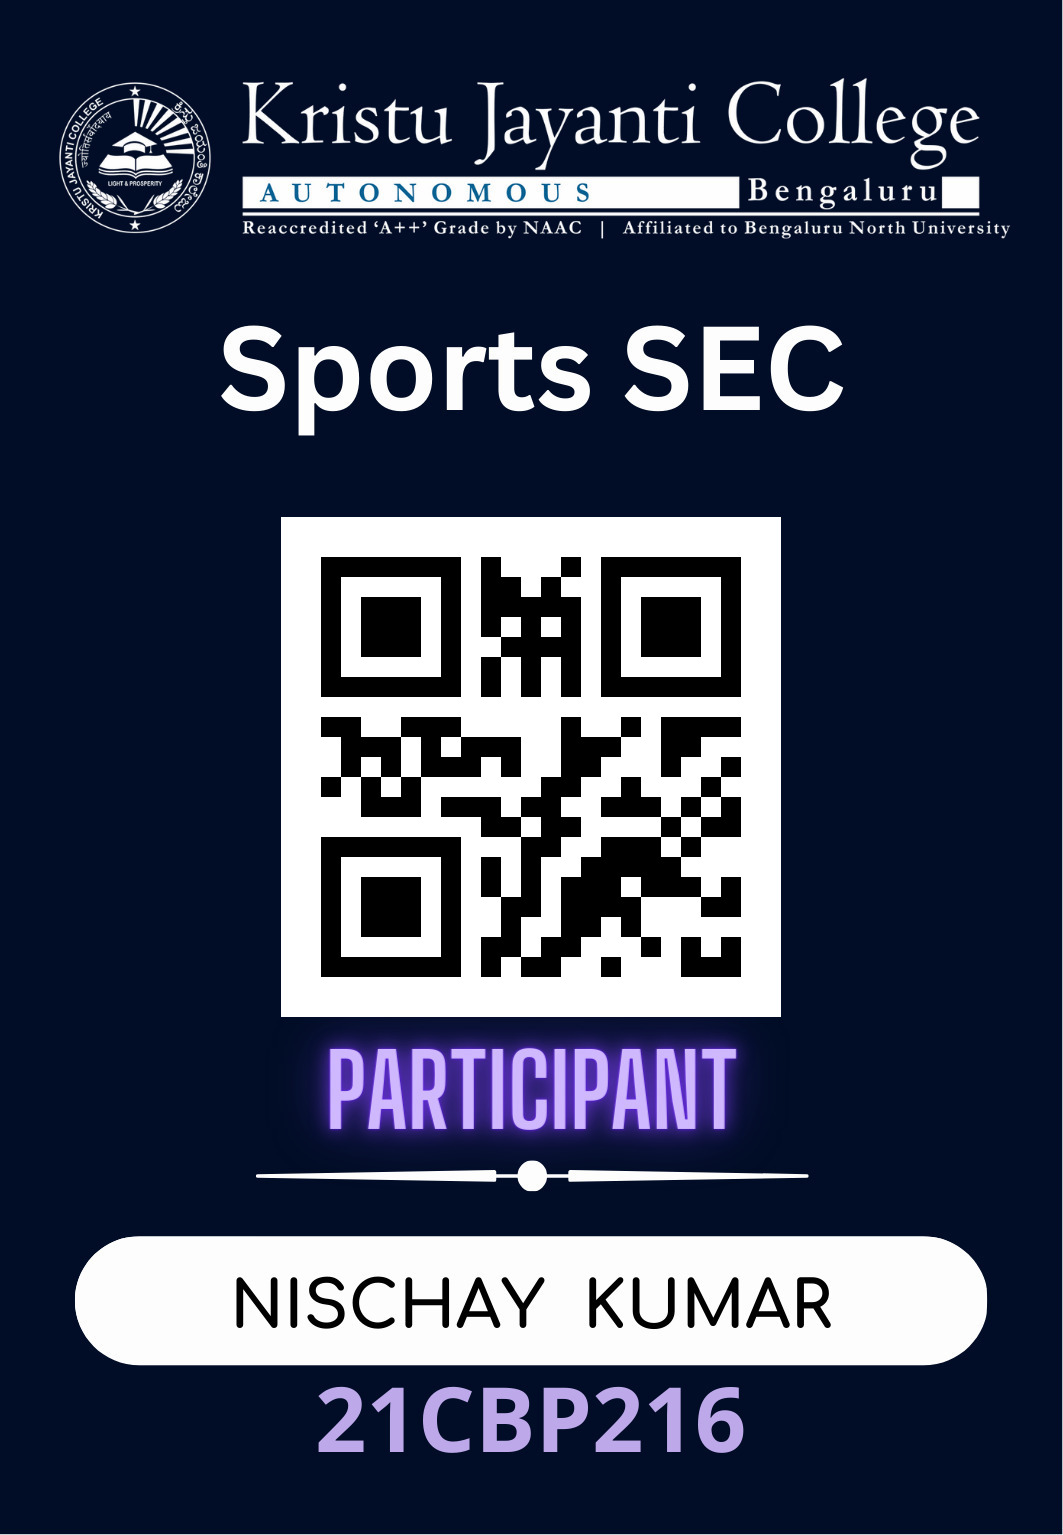 KRISTU JAYANTI COLLEGE
LIGHT & PROSPERITY
Kristu Jayanti College
AUTONOMOUS Bengaluru
Reaccredited ‘A++’ Grade by NAAC | Affiliated to Bengaluru North University
Sports SEC
PARTICIPANT
NISCHAY KUMAR
21CBP216